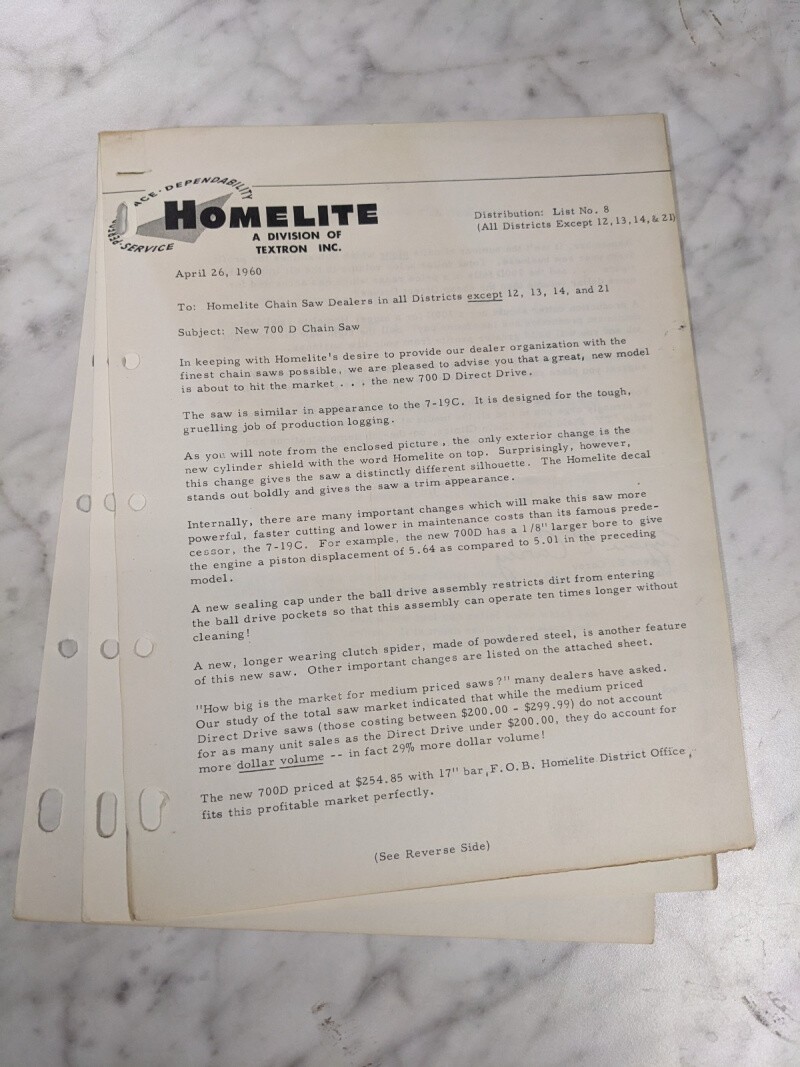 ACE · DEPENDABILITY
HOMELITE
A DIVISION OF
TEXTRON INC.
SERVICE
Distribution: List No. 8
(All Districts Except 12,13,14,& 21)
April 26, 1960
To: Homelite Chain Saw Dealers in all Districts except 12, 13, 14, and 21
Subject: New 700 D Chain Saw
In keeping with Homelite's desire to provide our dealer organization with the
finest chain saws possible, we are pleased to advise you that a great, new model
is about to hit the market . . . the new 700 D Direct Drive.
The saw is similar in appearance to the 7-19C. It is designed for the tough,
gruelling job of production logging.
As you will note from the enclosed picture, the only exterior change is the
new cylinder shield with the word Homelite on top. Surprisingly, however,
this change gives the saw a distinctly different silhouette. The Homelite decal
stands out boldly and gives the saw a trim appearance.
Internally, there are many important changes which will make this saw more
powerful, faster cutting and lower in maintenance costs than its famous prede-
cessor, the 7-19C. For example, the new 700D has a 1/8" larger bore to give
the engine a piston displacement of 5.64 as compared to 5.01 in the preceding
model.
A new sealing cap under the ball drive assembly restricts dirt from entering
the ball drive pockets so that this assembly can operate ten times longer without
cleaning!
A new, longer wearing clutch spider, made of powdered steel, is another feature
of this new saw. Other important changes are listed on the attached sheet.
"How big is the market for medium priced saws?" many dealers have asked.
Our study of the total saw market indicated that while the medium priced
Direct Drive saws (those costing between $200.00 - $299.99) do not account
for as many unit sales as the Direct Drive under $200.00, they do account for
more dollar volume -- in fact 29% more dollar volume!
The new 700D priced at $254.85 with 17" bar, F.O.B. Homelite District Office,
fits this profitable market perfectly.
(See Reverse Side)